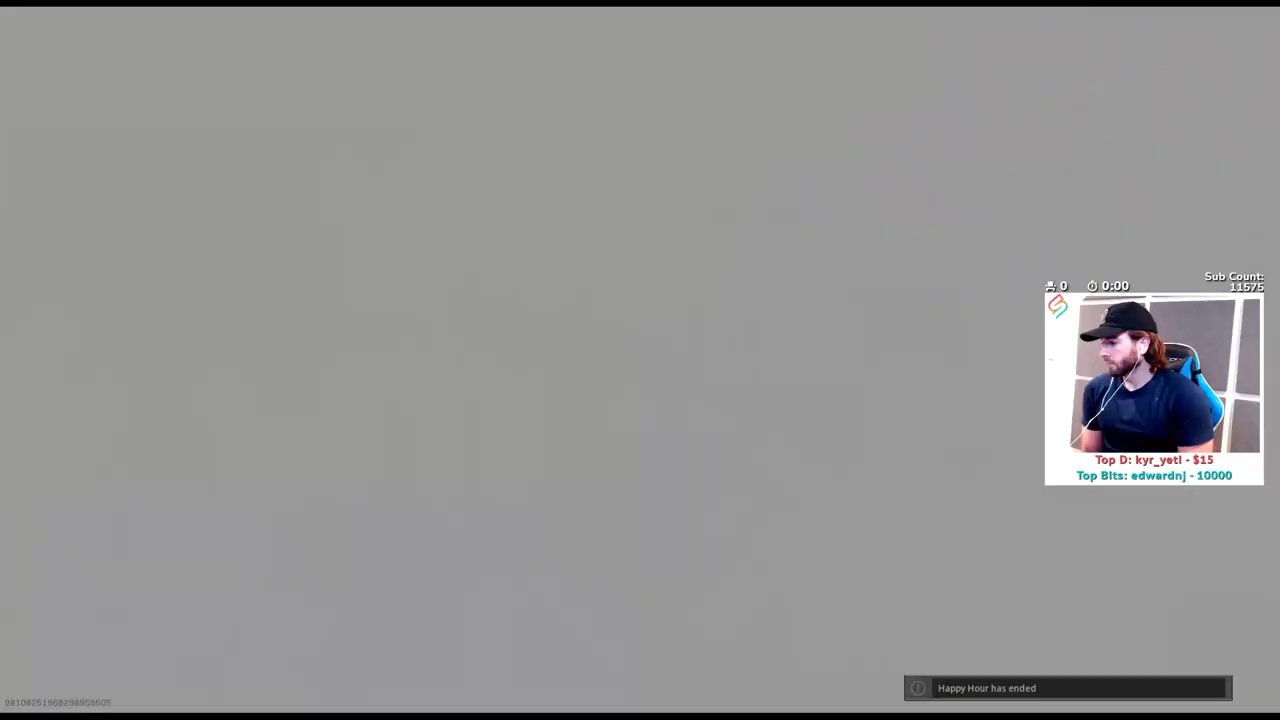 Sub Count:
0 0:00 11575
Top D: kyr_yeti - $15
Top Bits: edwardnj - 10000
Happy Hour has ended